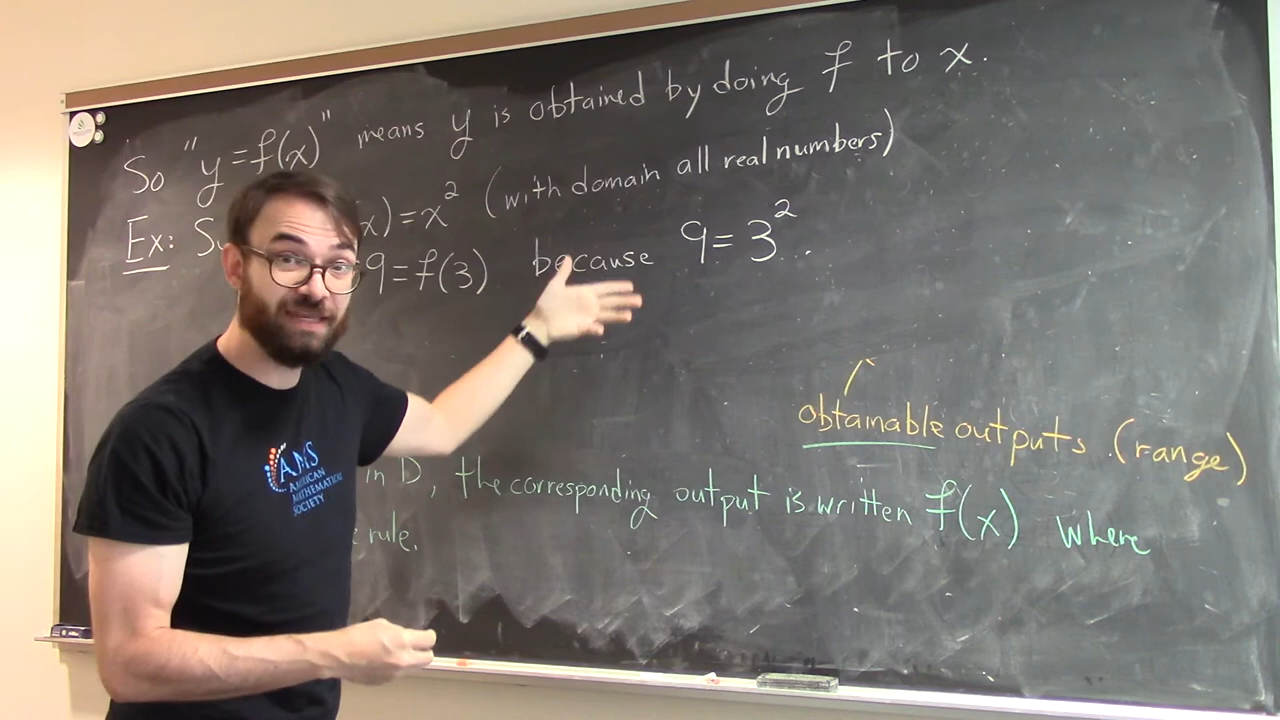 So "y=f(x)" means y is obtained by doing f to x.
Ex: Su x)=x² (with domain all real numbers)
9=f(3) because 9=3².
obtainable outputs (range)
in D, the corresponding output is written f(x) where
rule.
AMS
AMERICAN
MATHEMATICAL
SOCIETY